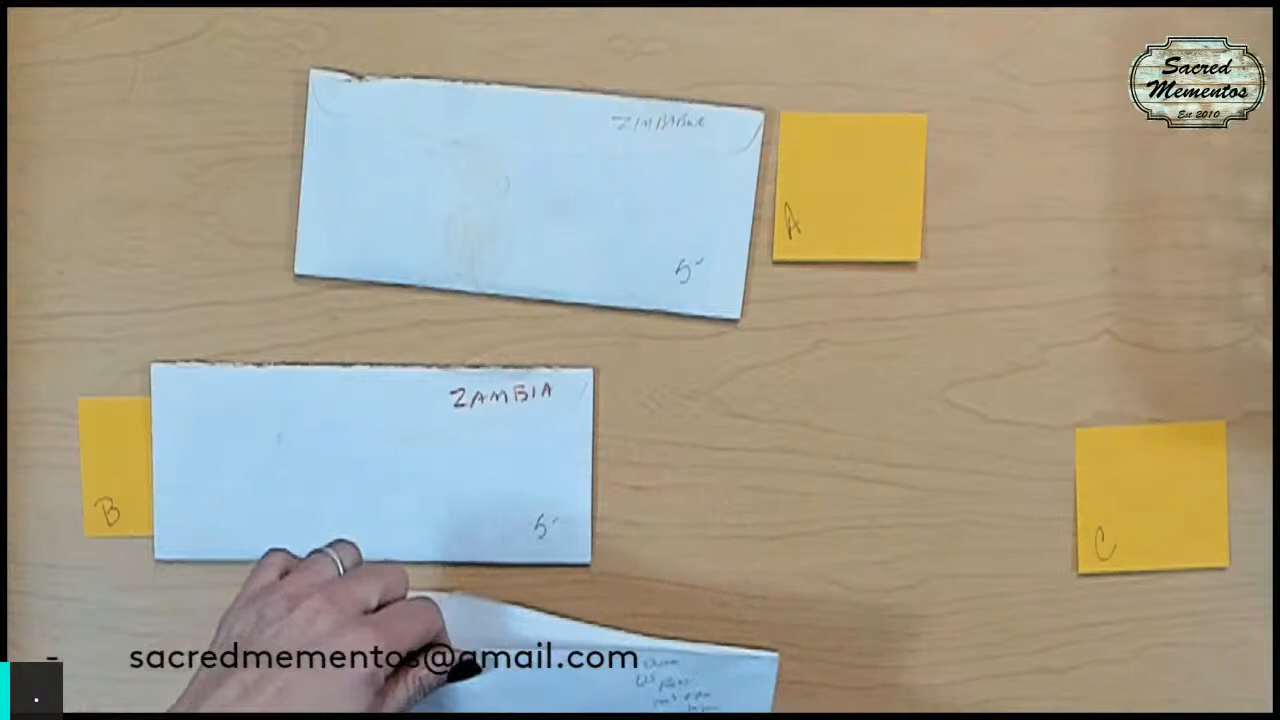 Sacred
Mementos
Est 2010
ZIMBABWE
A
5-
ZAMBIA
B
5-
C
- sacredmementos@gmail.com
.